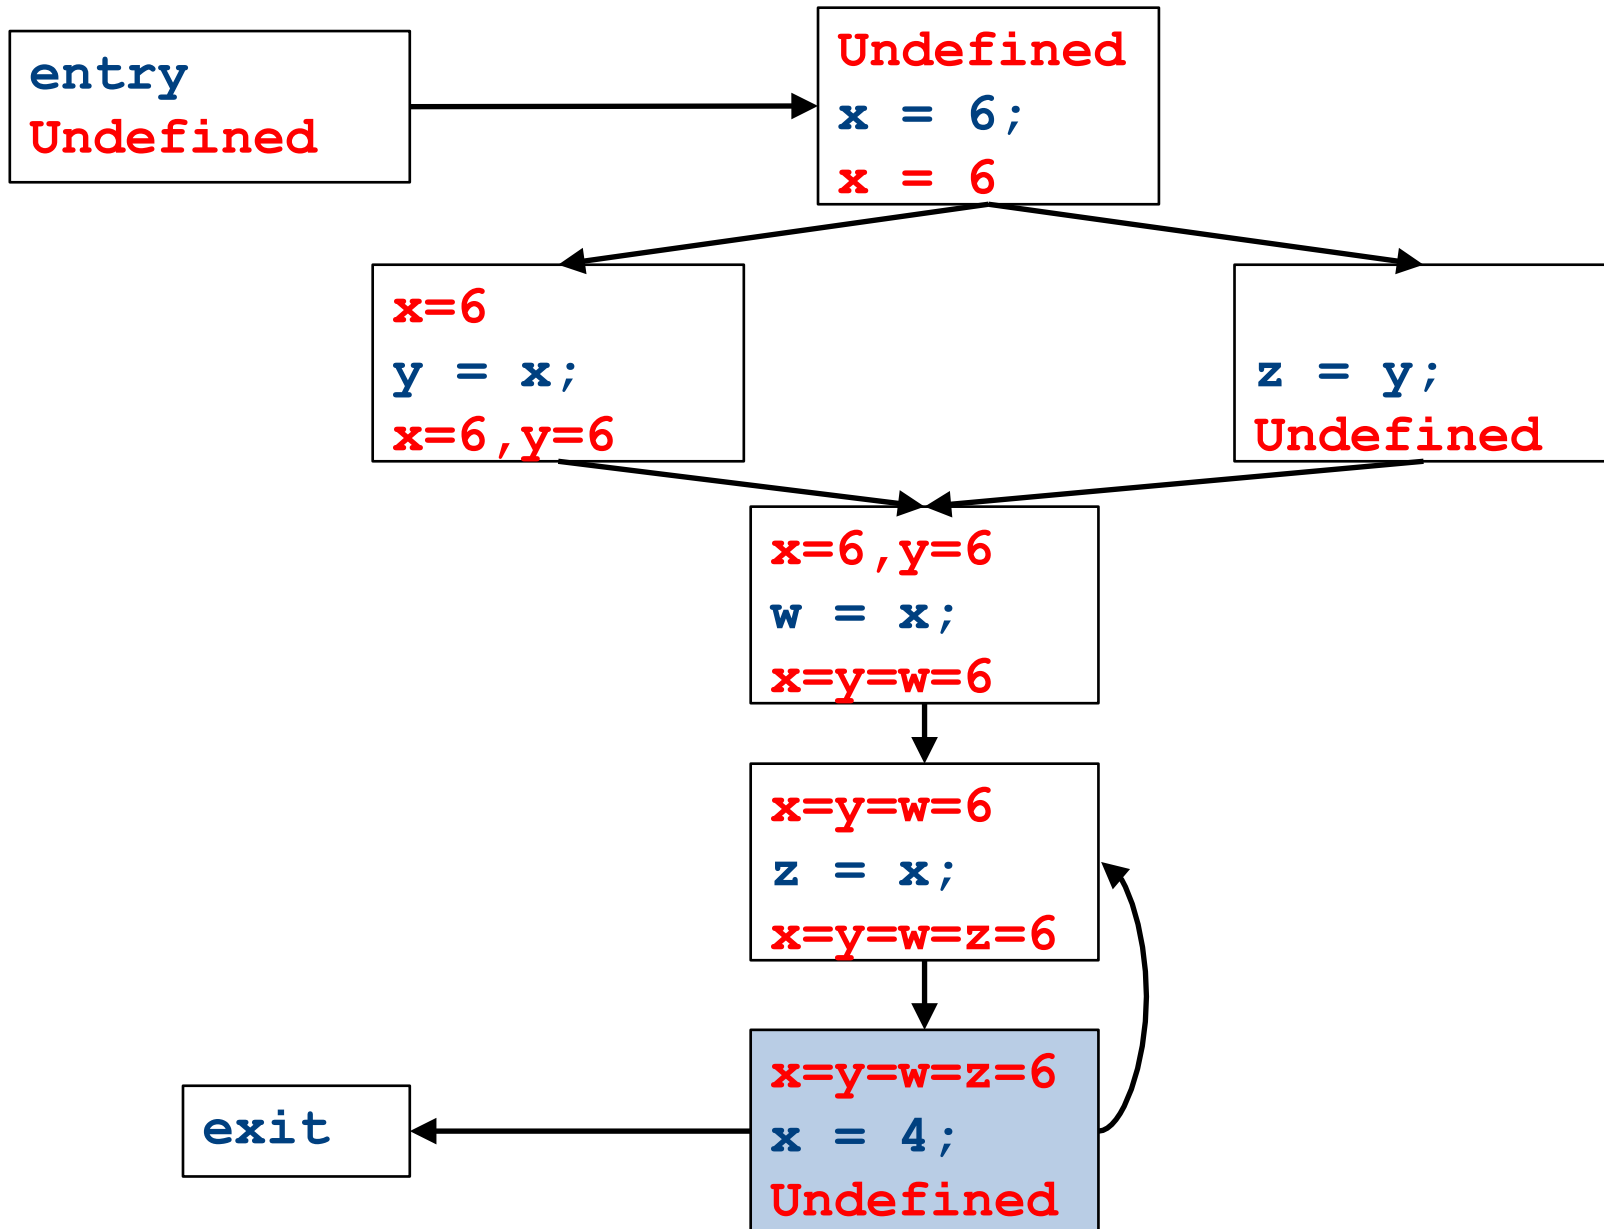 entry
Undefined
Undefined
x = 6;
x = 6
x=6
y = x;
x=6,y=6
z = y;
Undefined
x=6,y=6
w = x;
x=y=w=6
x=y=w=6
z = x;
x=y=w=z=6
x=y=w=z=6
x = 4;
Undefined
exit